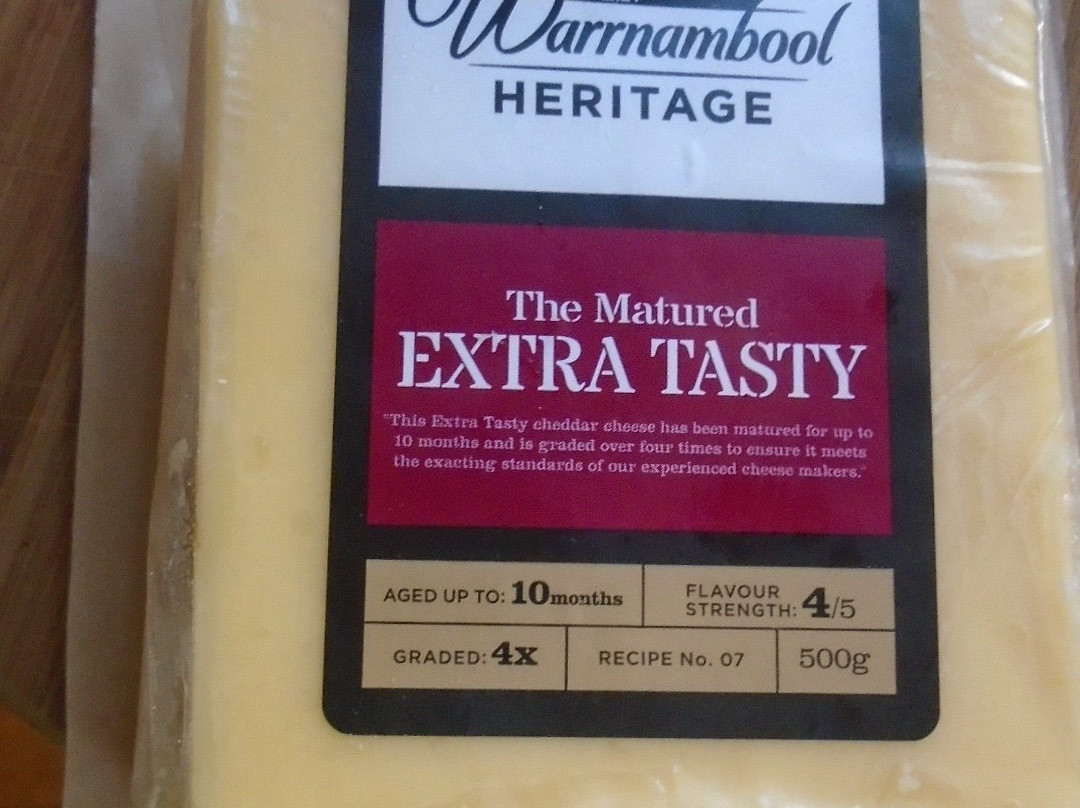 Warrnambool
HERITAGE
The Matured
EXTRA TASTY
"This Extra Tasty cheddar cheese has been matured for up to
10 months and is graded over four times to ensure it meets
the exacting standards of our experienced cheese makers."
AGED UP TO: 10months
FLAVOUR
STRENGTH: 4/5
GRADED: 4x
RECIPE No. 07
500g